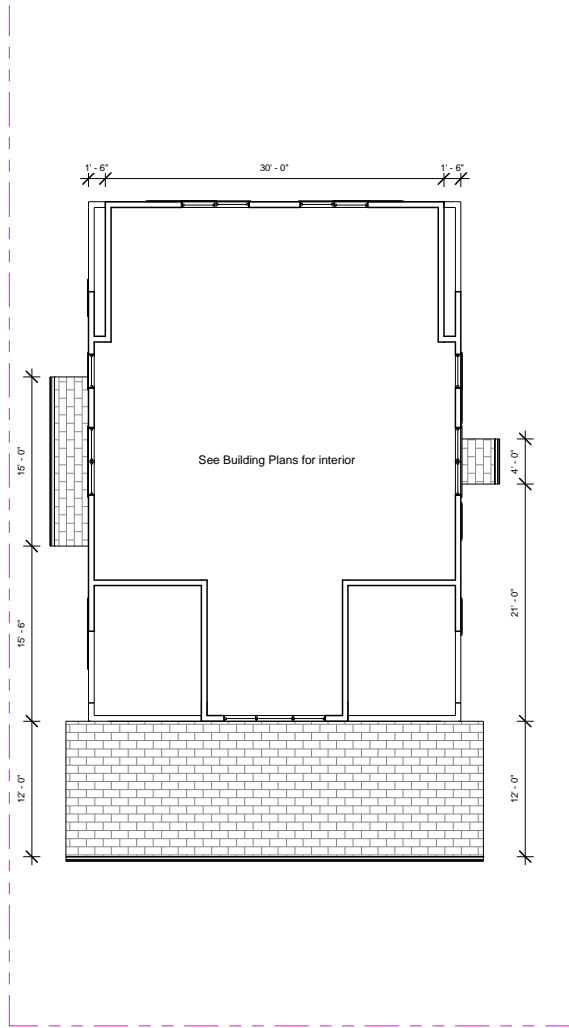 1' - 6"
30' - 0"
1' - 6"
15' - 0"
See Building Plans for interior
4' - 0"
15' - 6"
21' - 0"
12' - 0"
12' - 0"